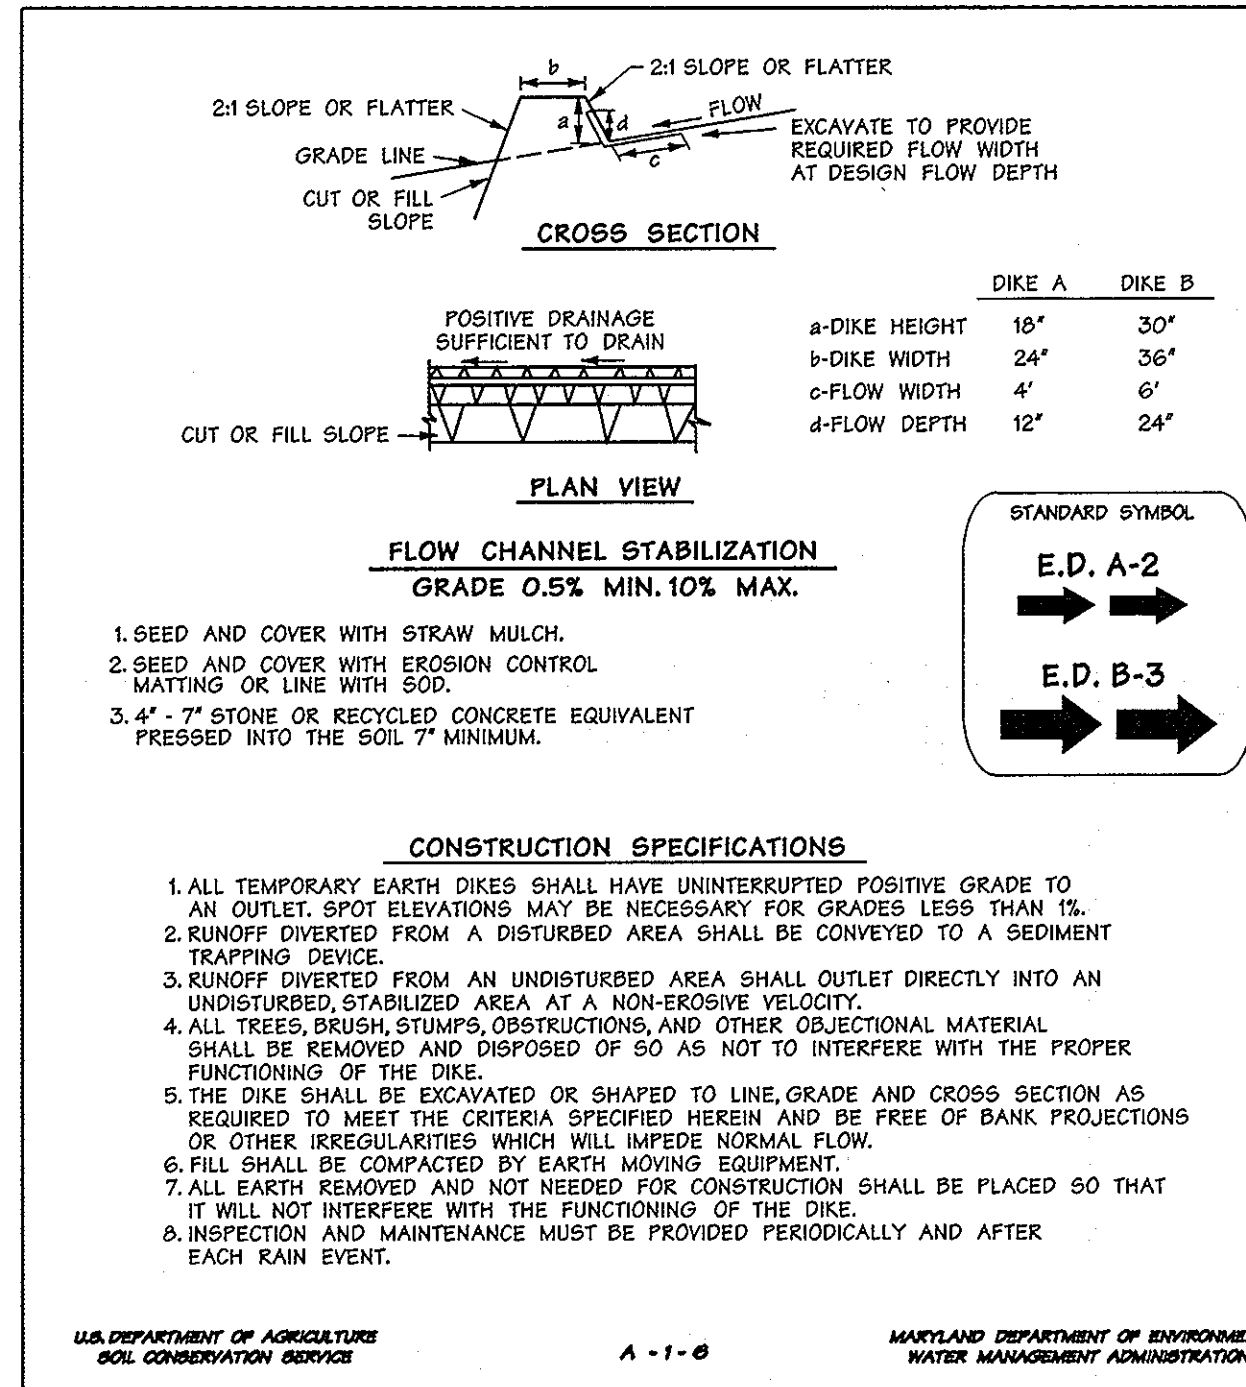 b
2:1 SLOPE OR FLATTER
2:1 SLOPE OR FLATTER
FLOW
a
d
EXCAVATE TO PROVIDE
REQUIRED FLOW WIDTH
AT DESIGN FLOW DEPTH
GRADE LINE
c
CUT OR FILL
SLOPE
CROSS SECTION
DIKE A DIKE B
a-DIKE HEIGHT 18" 30"
b-DIKE WIDTH 24" 36"
c-FLOW WIDTH 4' 6'
d-FLOW DEPTH 12" 24"
POSITIVE DRAINAGE
SUFFICIENT TO DRAIN
CUT OR FILL SLOPE
PLAN VIEW
STANDARD SYMBOL
E.D. A-2
E.D. B-3
FLOW CHANNEL STABILIZATION
GRADE 0.5% MIN. 10% MAX.
1. SEED AND COVER WITH STRAW MULCH.
2. SEED AND COVER WITH EROSION CONTROL
MATTING OR LINE WITH SOD.
3. 4" - 7" STONE OR RECYCLED CONCRETE EQUIVALENT
PRESSED INTO THE SOIL 7" MINIMUM.
CONSTRUCTION SPECIFICATIONS
1. ALL TEMPORARY EARTH DIKES SHALL HAVE UNINTERRUPTED POSITIVE GRADE TO
AN OUTLET. SPOT ELEVATIONS MAY BE NECESSARY FOR GRADES LESS THAN 1%.
2. RUNOFF DIVERTED FROM A DISTURBED AREA SHALL BE CONVEYED TO A SEDIMENT
TRAPPING DEVICE.
3. RUNOFF DIVERTED FROM AN UNDISTURBED AREA SHALL OUTLET DIRECTLY INTO AN
UNDISTURBED, STABILIZED AREA AT A NON-EROSIVE VELOCITY.
4. ALL TREES, BRUSH, STUMPS, OBSTRUCTIONS, AND OTHER OBJECTIONAL MATERIAL
SHALL BE REMOVED AND DISPOSED OF SO AS NOT TO INTERFERE WITH THE PROPER
FUNCTIONING OF THE DIKE.
5. THE DIKE SHALL BE EXCAVATED OR SHAPED TO LINE, GRADE AND CROSS SECTION AS
REQUIRED TO MEET THE CRITERIA SPECIFIED HEREIN AND BE FREE OF BANK PROJECTIONS
OR OTHER IRREGULARITIES WHICH WILL IMPEDE NORMAL FLOW.
6. FILL SHALL BE COMPACTED BY EARTH MOVING EQUIPMENT.
7. ALL EARTH REMOVED AND NOT NEEDED FOR CONSTRUCTION SHALL BE PLACED SO THAT
IT WILL NOT INTERFERE WITH THE FUNCTIONING OF THE DIKE.
8. INSPECTION AND MAINTENANCE MUST BE PROVIDED PERIODICALLY AND AFTER
EACH RAIN EVENT.
U.S. DEPARTMENT OF AGRICULTURE
SOIL CONSERVATION SERVICE
A - 1 - 6
MARYLAND DEPARTMENT OF ENVIRONME
WATER MANAGEMENT ADMINISTRATION